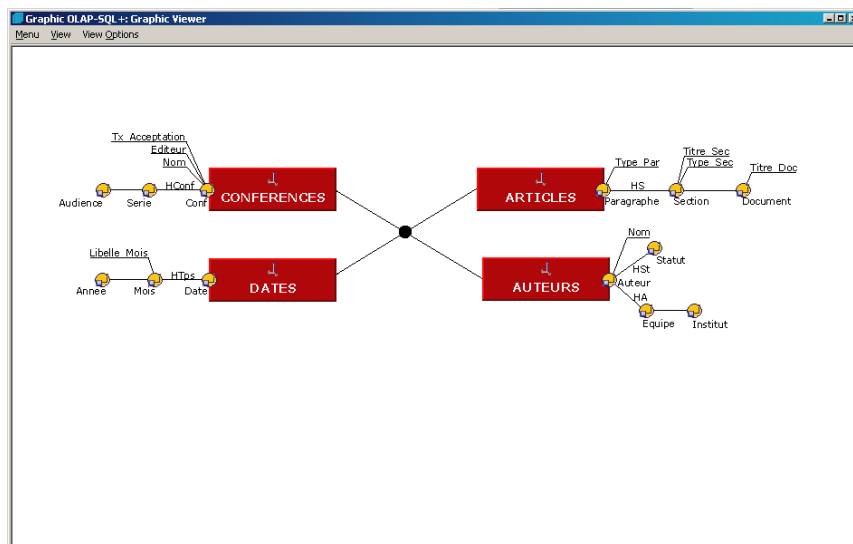 Graphic OLAP-SQL+: Graphic Viewer
Menu View View Options
Tx_Acceptation
Editeur
Nom
HConf
Audience Serie Conf
CONFERENCES
Titre_Sec
Type_Par Type_Sec Titre_Doc
HS
ARTICLES
Paragraphe Section Document
Libelle_Mois
HTps
Annee Mois Date
DATES
Nom
Statut
HSt
Auteur
AUTEURS
HA
Equipe Institut